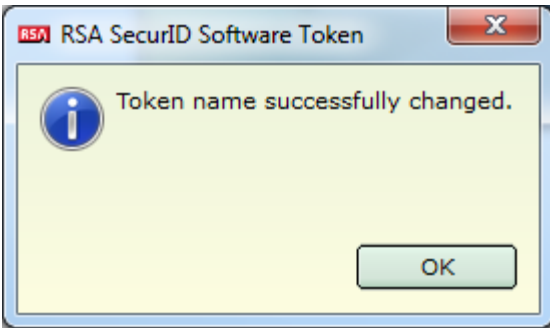 RSA RSA SecurID Software Token
Token name successfully changed.
OK